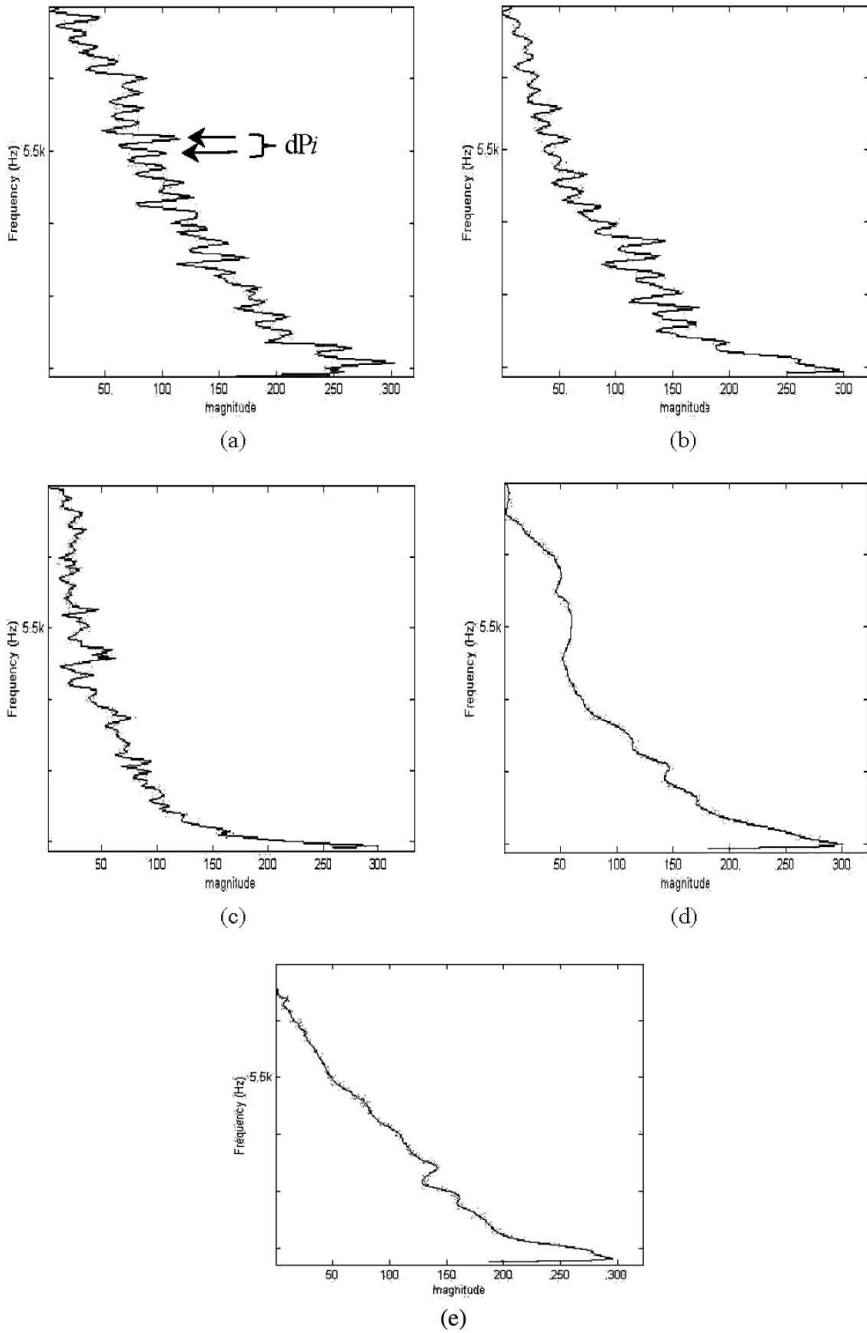 Frequency (Hz)
5.5k
dPi
50.
100.
150.
200.
250.
300
magnitude
(a)
Frequency (Hz)
5.5k
50.
100.
150.
200.
250.
300
magnitude
(b)
Frequency (Hz)
5.5k
50
100
150
200
250
300
magnitude
(c)
Frequency (Hz)
5.5k
50
100
150
200.
250
300
magnitude
(d)
Frequency (Hz)
5.5k
50
100
150
200.
250
.300
magnitude
(e)